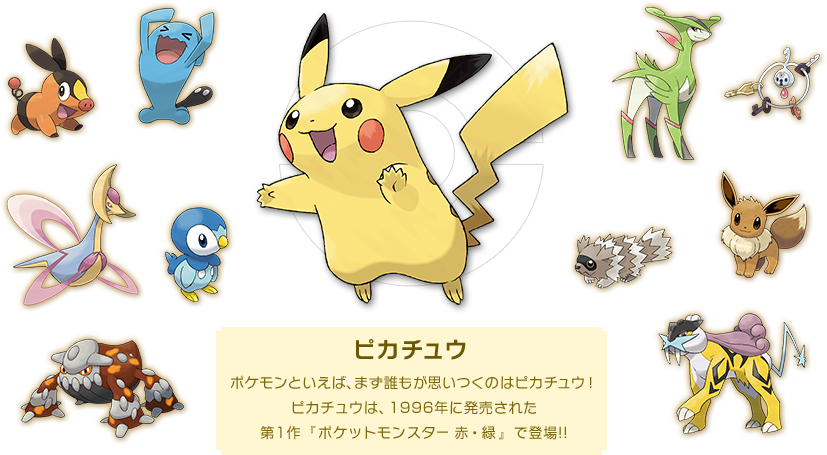 ピカチュウ
ポケモンといえば、まず誰もが思いつくのはピカチュウ！
ピカチュウは、1996年に発売された
第1作『ポケットモンスター 赤・緑』で登場!!